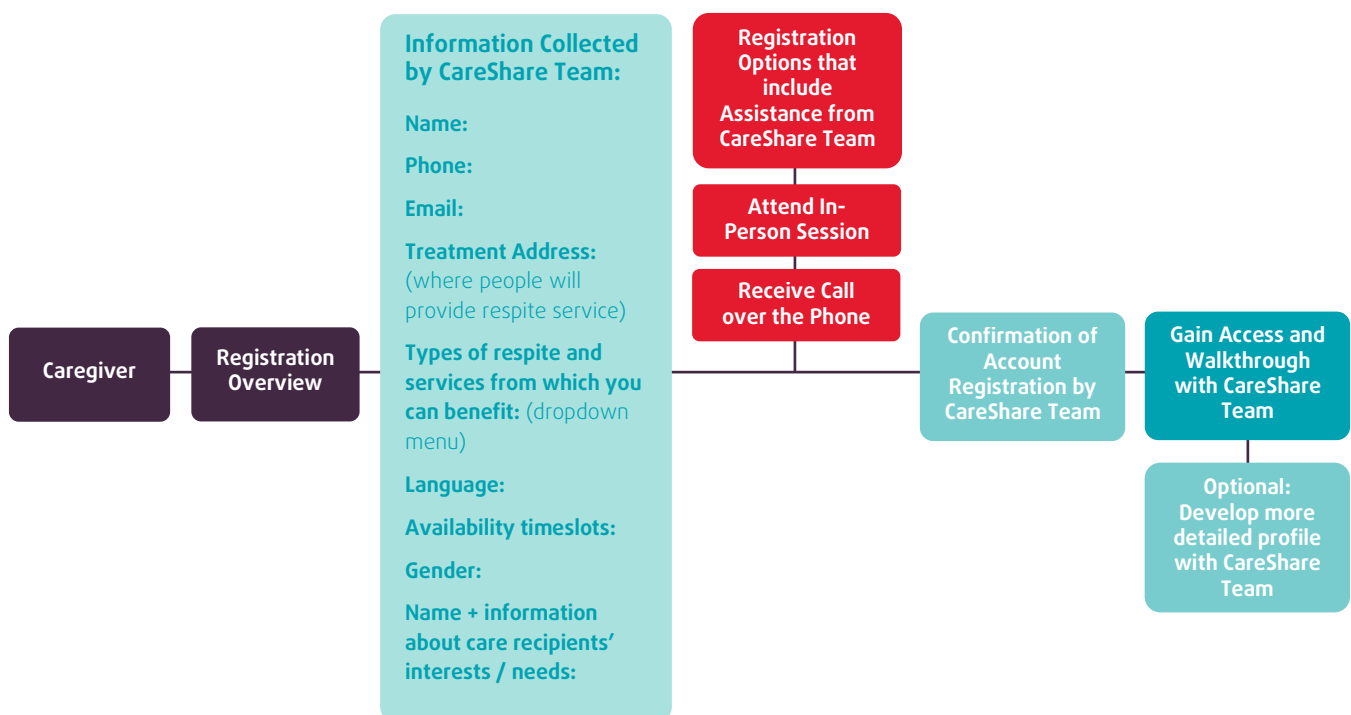 Caregiver
Registration
Overview
Information Collected
by CareShare Team:
Name:
Phone:
Email:
Treatment Address:
(where people will
provide respite service)
Types of respite and
services from which you
can benefit: (dropdown
menu)
Language:
Availability timeslots:
Gender:
Name + information
about care recipients’
interests / needs:
Registration
Options that
include
Assistance from
CareShare Team
Attend In-
Person Session
Receive Call
over the Phone
Confirmation of
Account
Registration by
CareShare Team
Gain Access and
Walkthrough
with CareShare
Team
Optional:
Develop more
detailed profile
with CareShare
Team